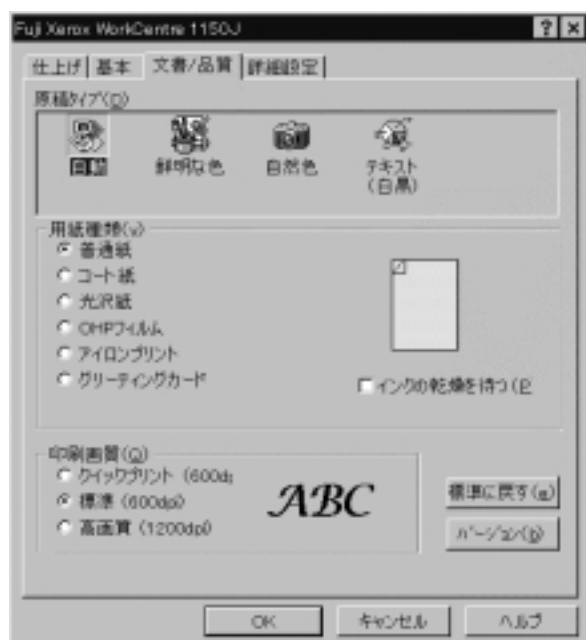 Fuji Xerox WorkCentre 1150J
仕上げ 基本 文書/品質 詳細設定
原稿タイプ(D)
自動 鮮明な色 自然色 テキスト
(白黒)
用紙種類(v)
普通紙
コート紙
光沢紙
OHPフィルム
アイロンプリント
グリーティングカード
インクの乾燥を待つ(P
印刷画質(Q)
クイックプリント (600d
標準 (600dpi)
高画質 (1200dpi)
ABC
標準に戻す(a)
バージョン(b)
OK キャンセル ヘルプ